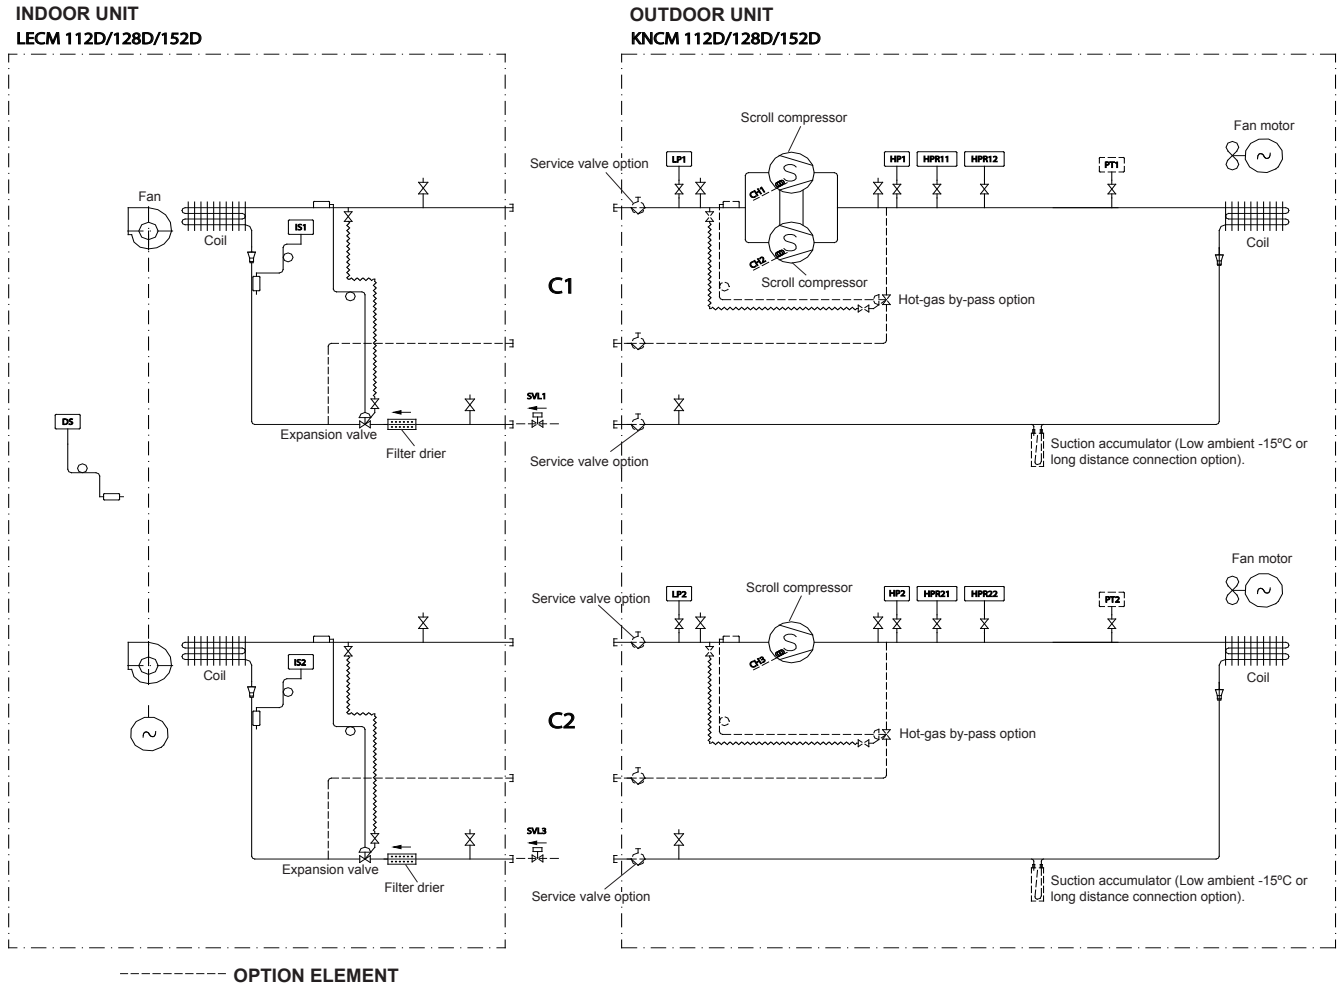 INDOOR UNIT
LECM 112D/128D/152D
OUTDOOR UNIT
KNCM 112D/128D/152D
Scroll compressor
Fan motor
Service valve option
LP1
HP1
HPR11
HPR12
PT1
~
S
CH1
Fan
Coil
IS1
Coil
S
CH2
Scroll compressor
C1
Hot-gas by-pass option
SVL1
DS
Expansion valve
Filter drier
Service valve option
Suction accumulator (Low ambient -15ºC or
long distance connection option).
Fan motor
Scroll compressor
Service valve option
LP2
HP2
HPR21
HPR22
PT2
~
S
CH3
Coil
IS2
Coil
~
C2
Hot-gas by-pass option
SVL3
Expansion valve
Filter drier
Service valve option
Suction accumulator (Low ambient -15ºC or
long distance connection option).
OPTION ELEMENT